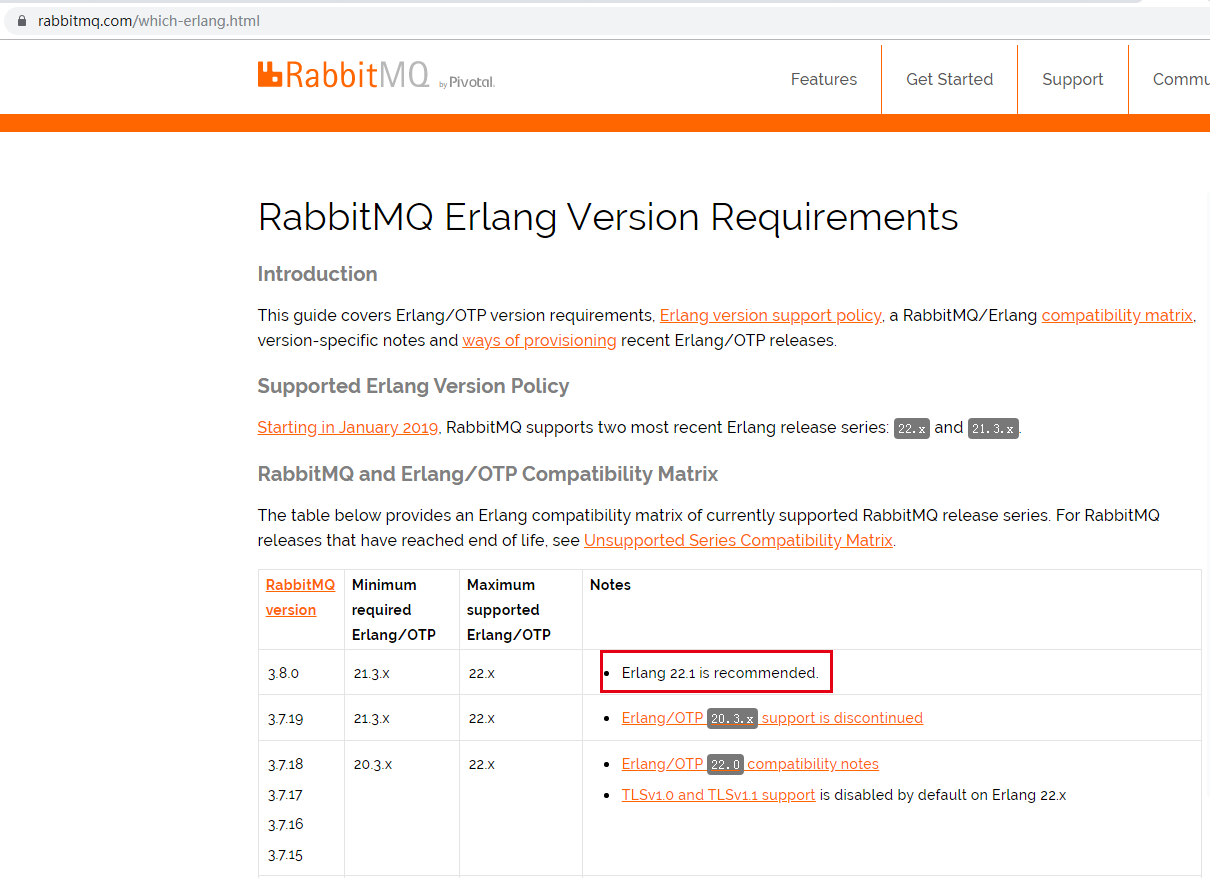 rabbitmq.com/which-erlang.html
RabbitMQ by Pivotal.
Features
Get Started
Support
Commu
RabbitMQ Erlang Version Requirements
Introduction
This guide covers Erlang/OTP version requirements, Erlang version support policy, a RabbitMQ/Erlang compatibility matrix,
version-specific notes and ways of provisioning recent Erlang/OTP releases.
Supported Erlang Version Policy
Starting in January 2019, RabbitMQ supports two most recent Erlang release series: 22.x and 21.3.x.
RabbitMQ and Erlang/OTP Compatibility Matrix
The table below provides an Erlang compatibility matrix of currently supported RabbitMQ release series. For RabbitMQ
releases that have reached end of life, see Unsupported Series Compatibility Matrix.
RabbitMQ Minimum Maximum Notes
version required supported
Erlang/OTP Erlang/OTP
3.8.0 21.3.x 22.x • Erlang 22.1 is recommended.
3.7.19 21.3.x 22.x • Erlang/OTP 20.3.x support is discontinued
3.7.18 20.3.x 22.x • Erlang/OTP 22.0 compatibility notes
3.7.17 • TLSv1.0 and TLSv1.1 support is disabled by default on Erlang 22.x
3.7.16
3.7.15